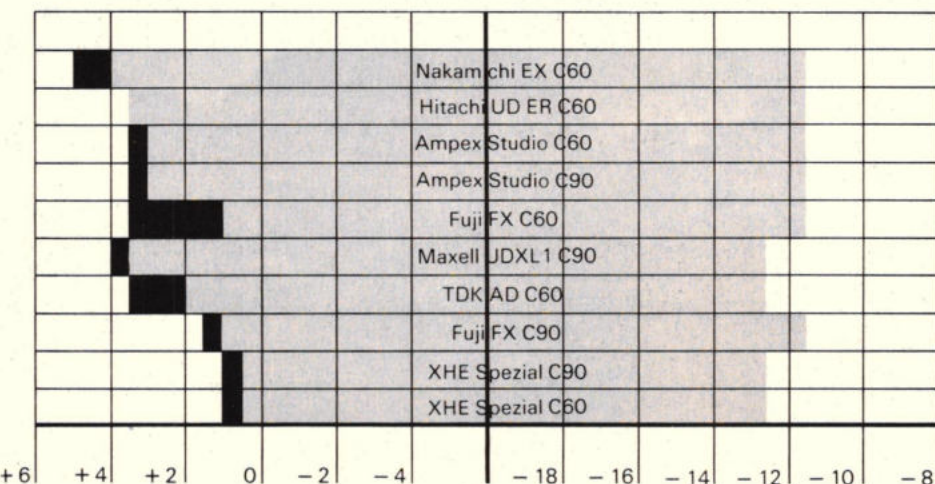 Nakamichi EX C60
Hitachi UD ER C60
Ampex Studio C60
Ampex Studio C90
Fuji FX C60
Maxell UDXL1 C90
TDK AD C60
Fuji FX C90
XHE Spezial C90
XHE Spezial C60
+6 +4 +2 0 -2 -4 -18 -16 -14 -12 -10 -8